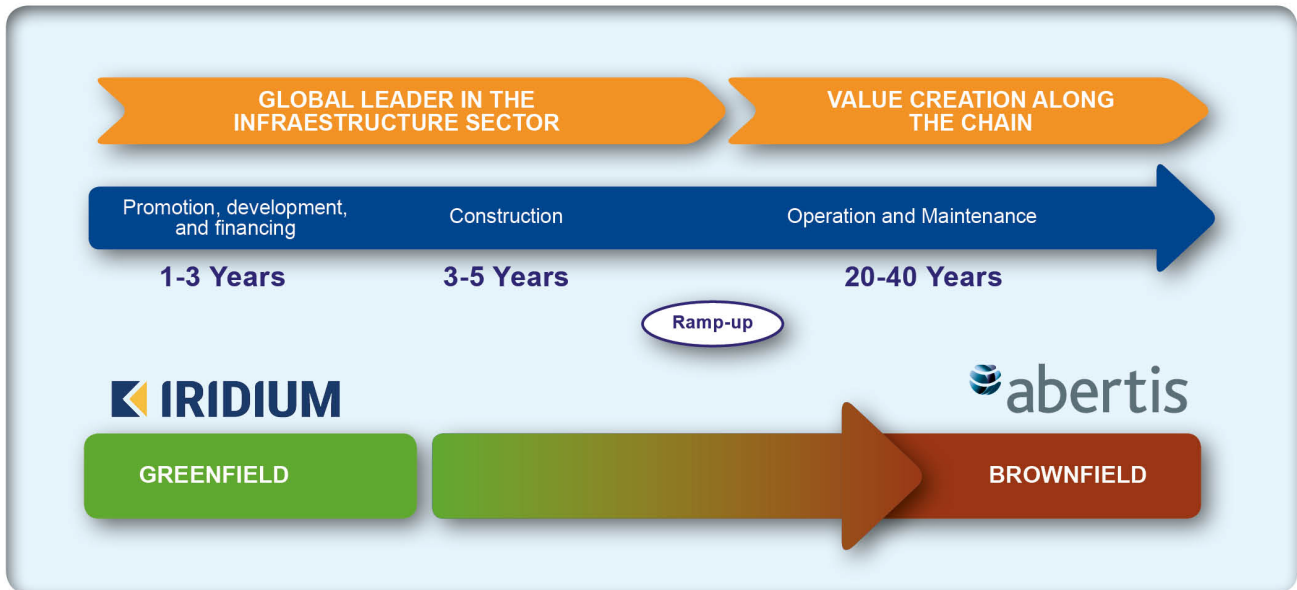 GLOBAL LEADER IN THE
INFRAESTRUCTURE SECTOR
VALUE CREATION ALONG
THE CHAIN
Promotion, development,
and financing
Construction
Operation and Maintenance
1-3 Years
3-5 Years
20-40 Years
Ramp-up
IRIDIUM
abertis
GREENFIELD
BROWNFIELD